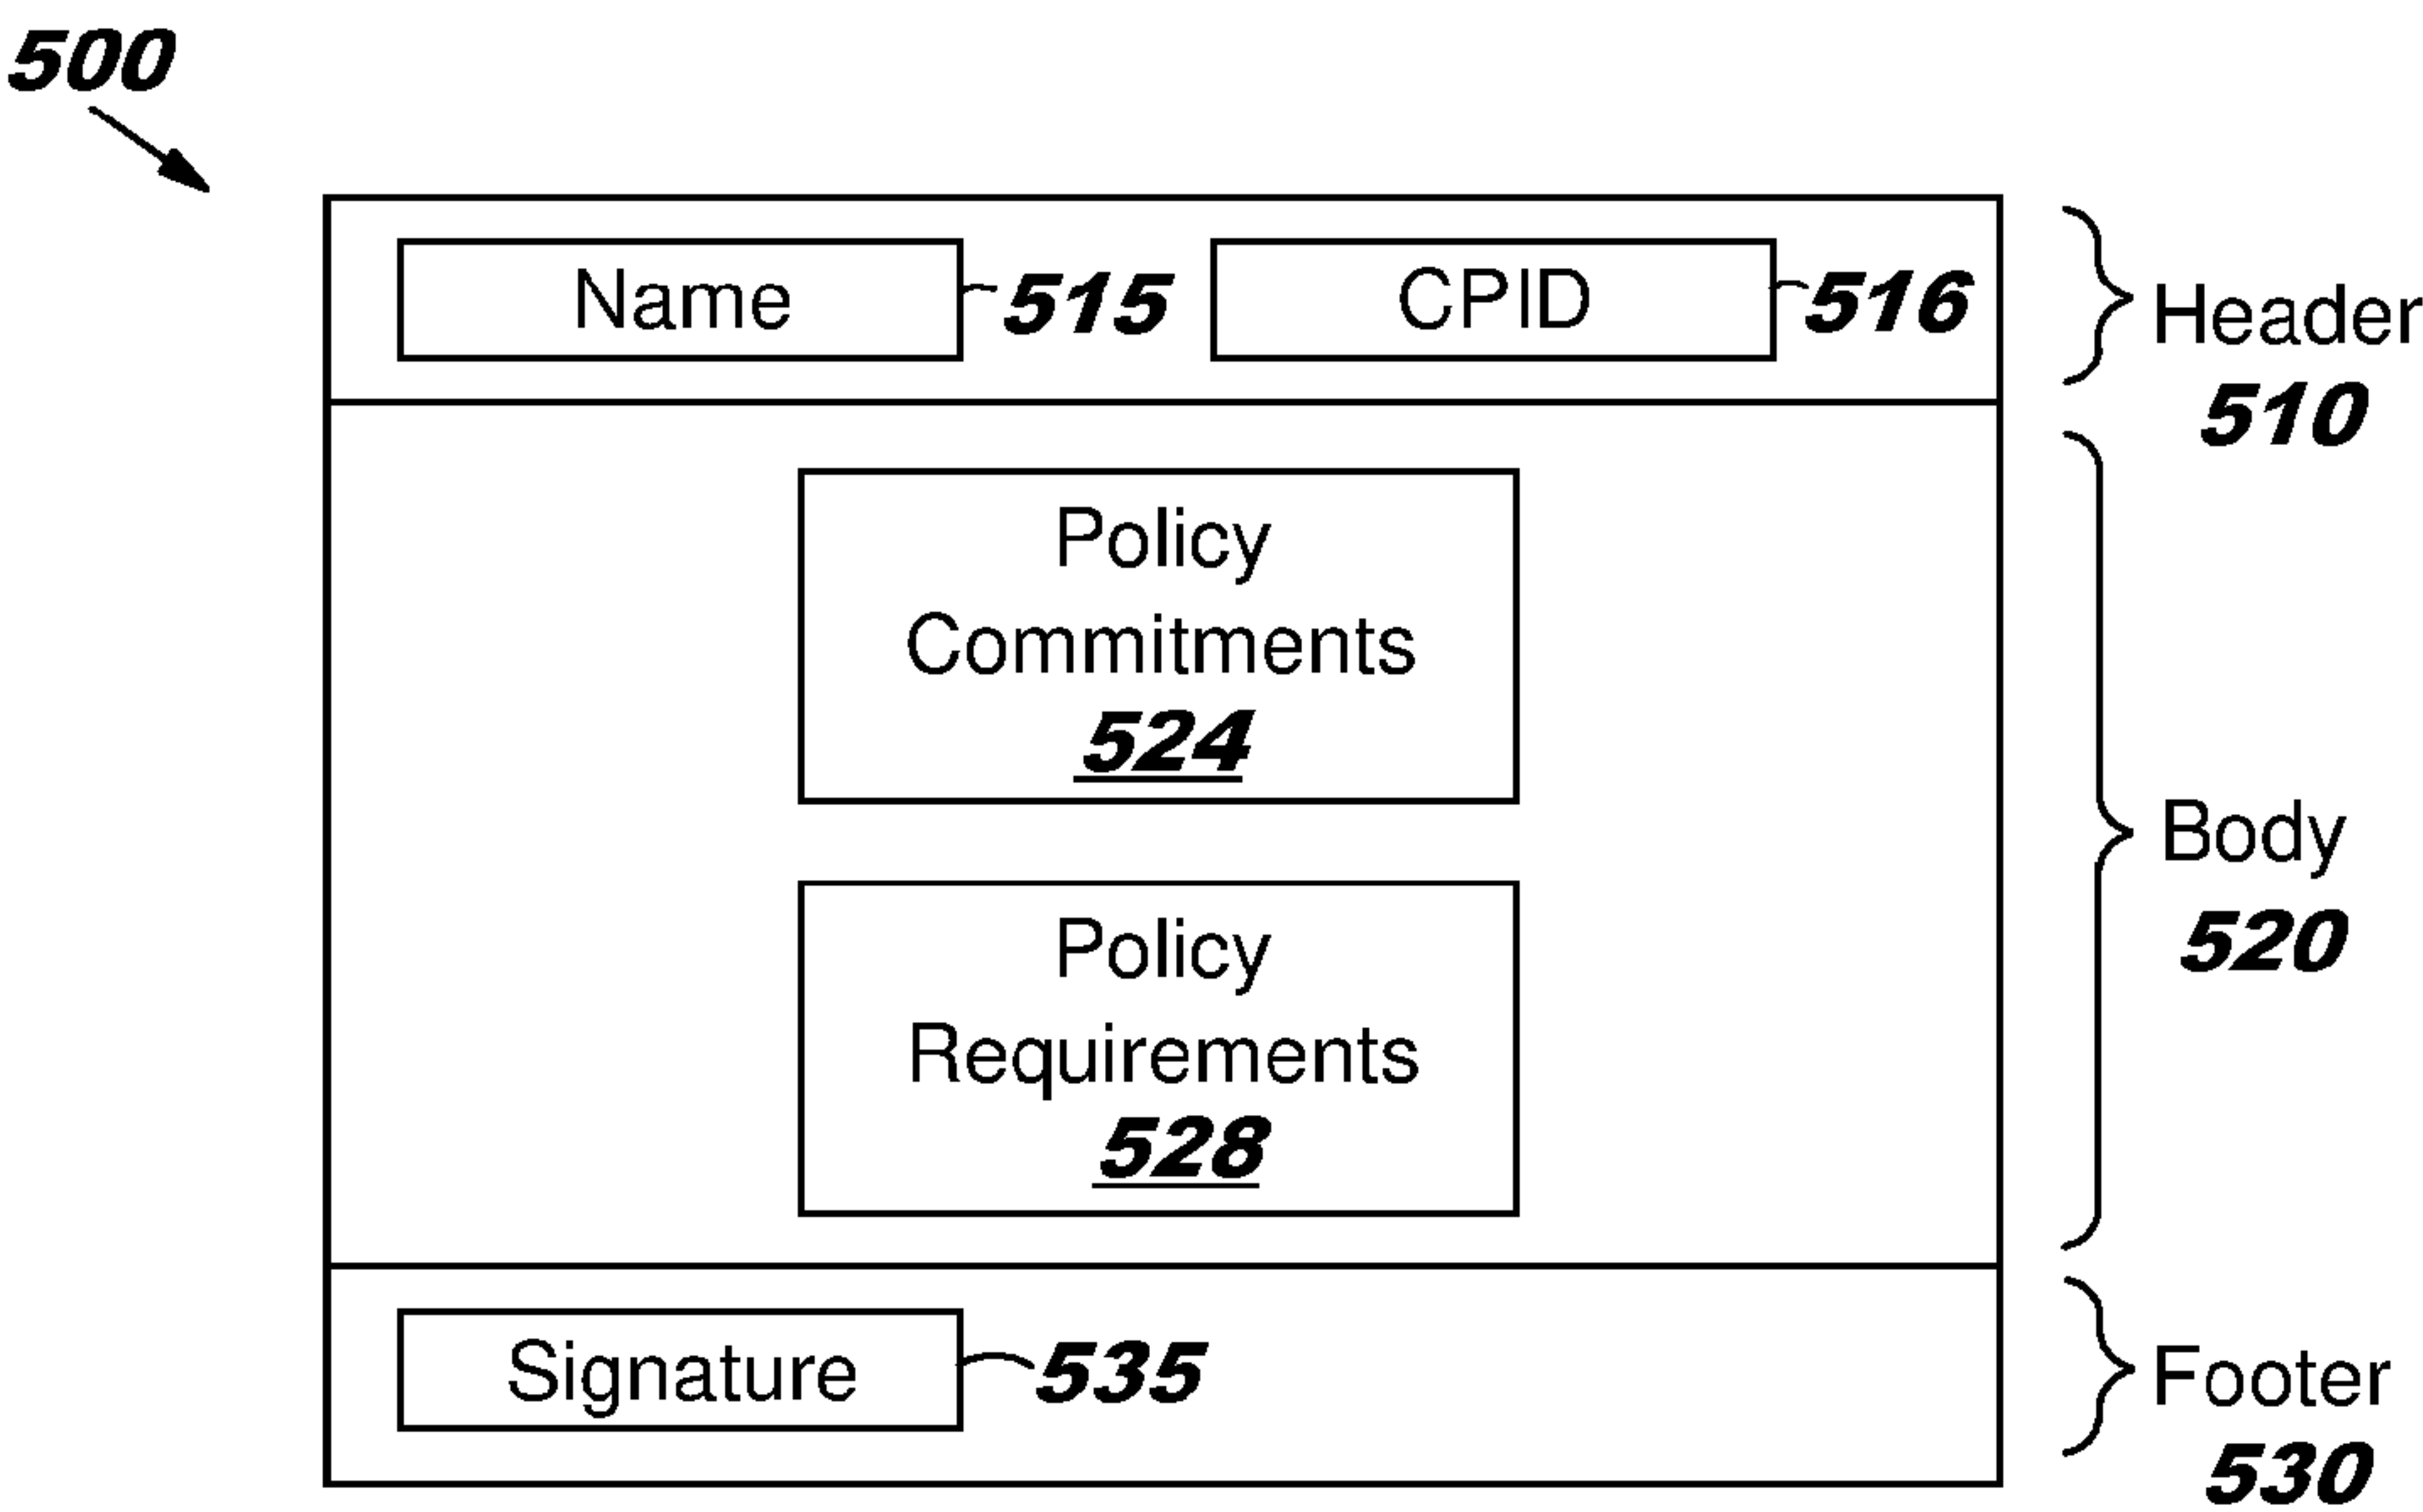 500
Name 515 CPID 516 Header
510
Policy
Commitments
524
Body
520
Policy
Requirements
528
Signature 535 Footer
530